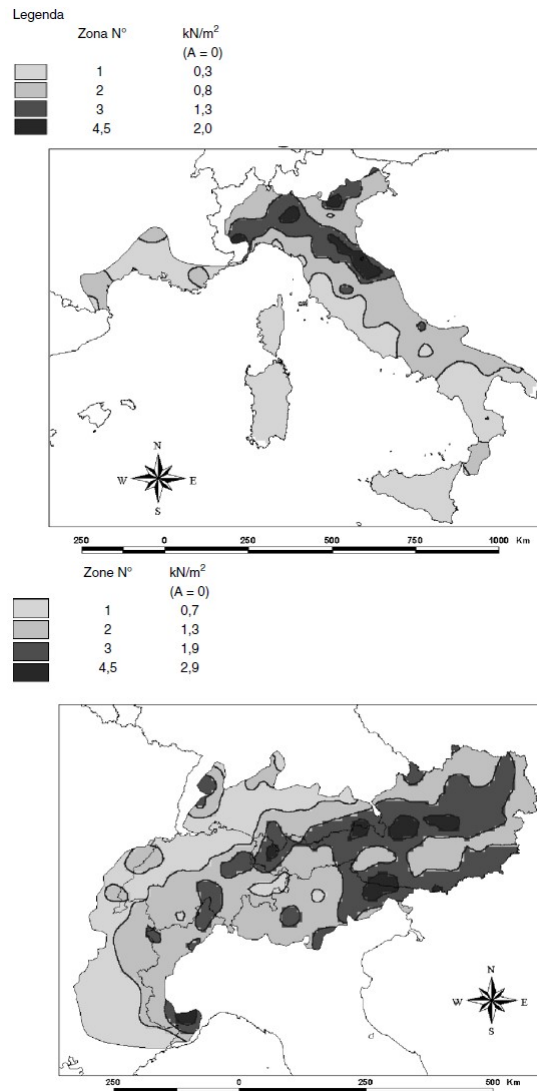 Legenda
Zona N° kN/m²
(A = 0)
1 0,3
2 0,8
3 1,3
4,5 2,0
N
W E
S
250 0 250 500 750 1000 Km
Zone N° kN/m²
(A = 0)
1 0,7
2 1,3
3 1,9
4,5 2,9
N
W E
S
250 0 250 500 Km